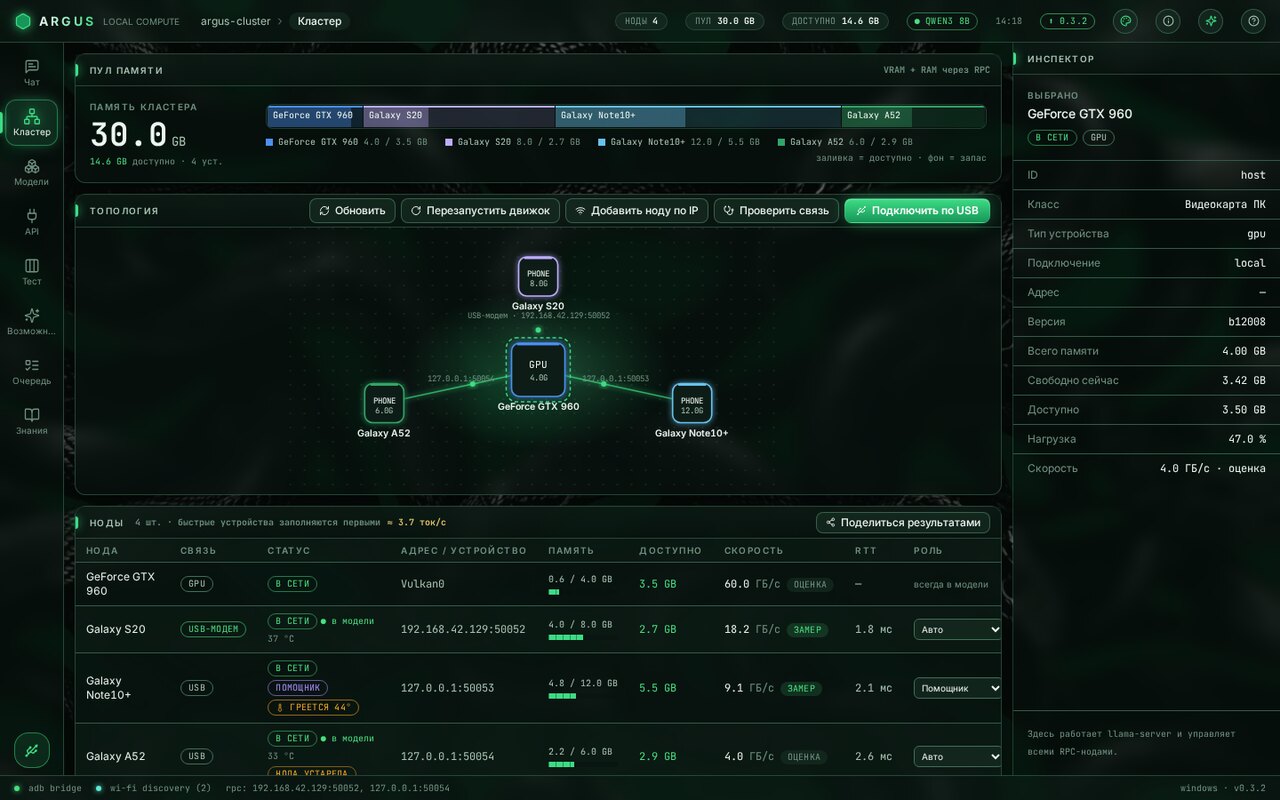 ARGUS LOCAL COMPUTE argus-cluster > Кластер НОДЫ 4 ПУЛ 30.0 GB ДОСТУПНО 14.6 GB QWEN3 8B 14:18 0.3.2
Чат
Кластер
Модели
API
Тест
Возможн...
Очередь
Знания
ПУЛ ПАМЯТИ VRAM + RAM через RPC
ПАМЯТЬ КЛАСТЕРА
30.0 GB
14.6 GB доступно · 4 уст.
GeForce GTX 960 Galaxy S20 Galaxy Note10+ Galaxy A52
GeForce GTX 960 4.0 / 3.5 GB Galaxy S20 8.0 / 2.7 GB Galaxy Note10+ 12.0 / 5.5 GB Galaxy A52 6.0 / 2.9 GB
заливка = доступно · фон = запас
ТОПОЛОГИЯ Обновить Перезапустить движок Добавить ноду по IP Проверить связь Подключить по USB
PHONE
8.0G
Galaxy S20
USB-модем · 192.168.42.129:50052
GPU
4.0G
GeForce GTX 960
127.0.0.1:50054
127.0.0.1:50053
PHONE
6.0G
Galaxy A52
PHONE
12.0G
Galaxy Note10+
НОДЫ 4 шт. · быстрые устройства заполняются первыми ≈ 3.7 ток/с Поделиться результатами
НОДА СВЯЗЬ СТАТУС АДРЕС / УСТРОЙСТВО ПАМЯТЬ ДОСТУПНО СКОРОСТЬ RTT РОЛЬ
GeForce GTX 960 GPU В СЕТИ Vulkan0 0.6 / 4.0 GB 3.5 GB 60.0 ГБ/с ОЦЕНКА — всегда в модели
Galaxy S20 USB-МОДЕМ В СЕТИ в модели 37 °C 192.168.42.129:50052 4.0 / 8.0 GB 2.7 GB 18.2 ГБ/с ЗАМЕР 1.8 мс Авто
Galaxy Note10+ USB В СЕТИ ПОМОЩНИК ГРЕЕТСЯ 44° 127.0.0.1:50053 4.8 / 12.0 GB 5.5 GB 9.1 ГБ/с ЗАМЕР 2.1 мс Помощник
Galaxy A52 USB В СЕТИ в модели 33 °C НОДА УСТАРЕЛА 127.0.0.1:50054 2.2 / 6.0 GB 2.9 GB 4.0 ГБ/с ОЦЕНКА 2.6 мс Авто
ИНСПЕКТОР
ВЫБРАНО
GeForce GTX 960
В СЕТИ GPU
ID host
Класс Видеокарта ПК
Тип устройства gpu
Подключение local
Адрес —
Версия b12008
Всего памяти 4.00 GB
Свободно сейчас 3.42 GB
Доступно 3.50 GB
Нагрузка 47.0 %
Скорость 4.0 ГБ/с · оценка
Здесь работает llama-server и управляет
всеми RPC-нодами.
adb bridge wi-fi discovery (2) rpc: 192.168.42.129:50052, 127.0.0.1:50054 windows · v0.3.2